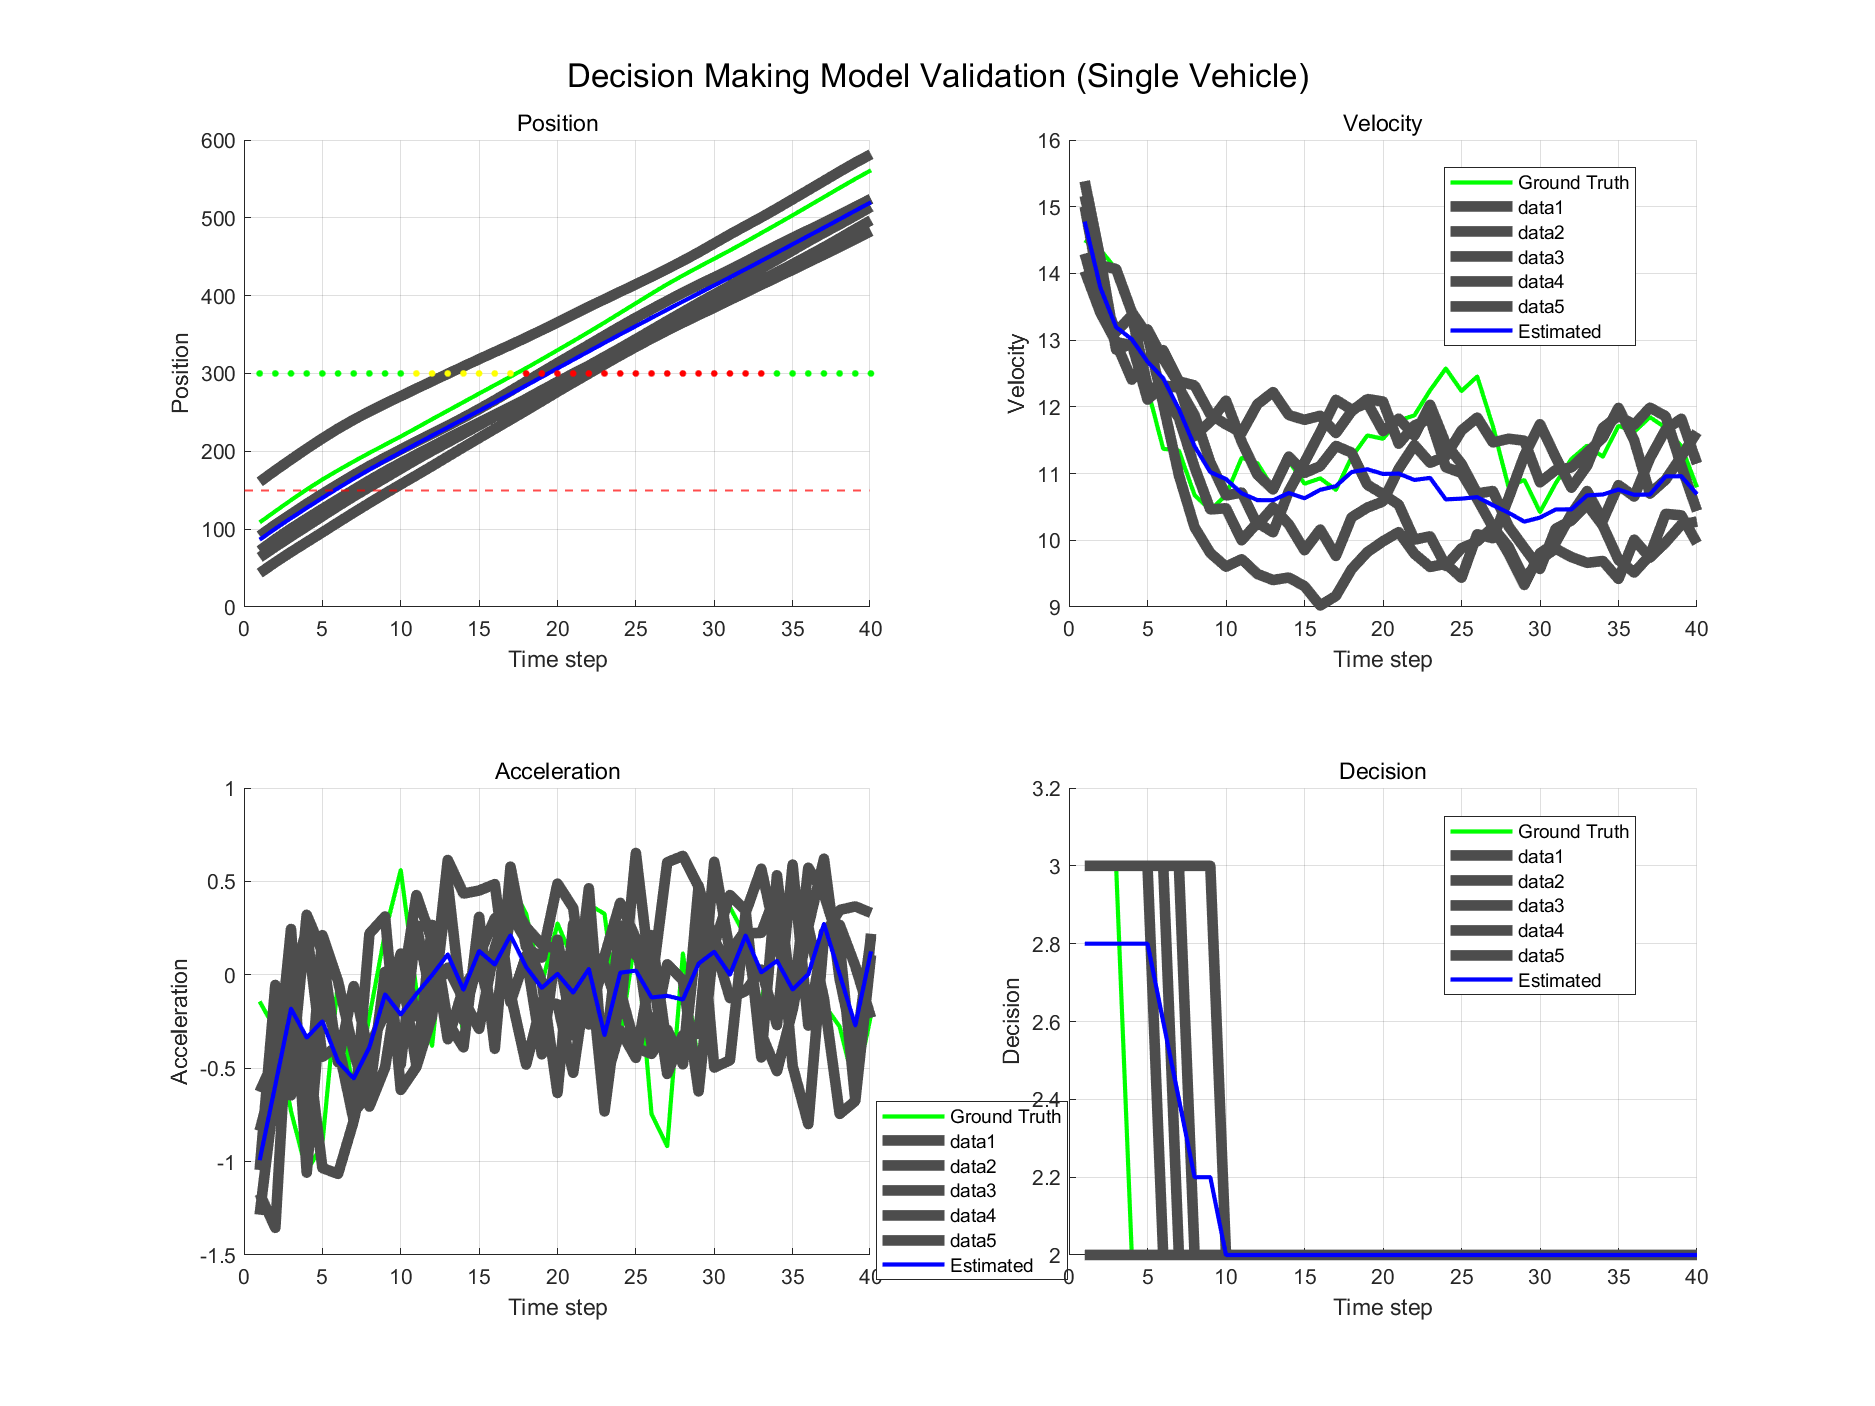 Decision Making Model Validation (Single Vehicle)
Position
600
500
400
300
200
100
0
Position
0 5 10 15 20 25 30 35 40
Time step
Velocity
16
15
14
13
12
11
10
9
Velocity
0 5 10 15 20 25 30 35 40
Time step
Ground Truth
data1
data2
data3
data4
data5
Estimated
Acceleration
1
0.5
0
-0.5
-1
-1.5
Acceleration
0 5 10 15 20 25 30 35 40
Time step
Ground Truth
data1
data2
data3
data4
data5
Estimated
Decision
3.2
3
2.8
2.6
2.4
2.2
2
Decision
0 5 10 15 20 25 30 35 40
Time step
Ground Truth
data1
data2
data3
data4
data5
Estimated